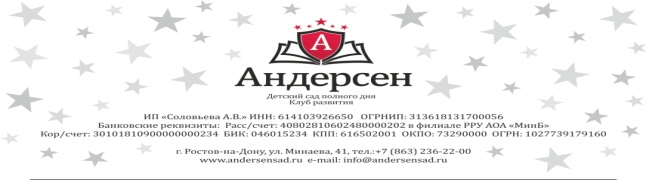 А
Андерсен
Детский сад полного дня
Клуб развития
ИП «Соловьева А.В.» ИНН: 614103926650 ОГРНИП: 313618131700056
Банковские реквизиты: Расс/счет: 40802810602480000202 в филиале РРУ АОА «МинБ»
Кор/счет: 30101810900000000234 БИК: 046015234 КПП: 616502001 ОКПО: 73290000 ОГРН: 1027739179160
г. Ростов-на-Дону, ул. Минаева, 41, тел.:+7 (863) 236-22-00
www.andersensad.ru e-mail: info@andersensad.ru